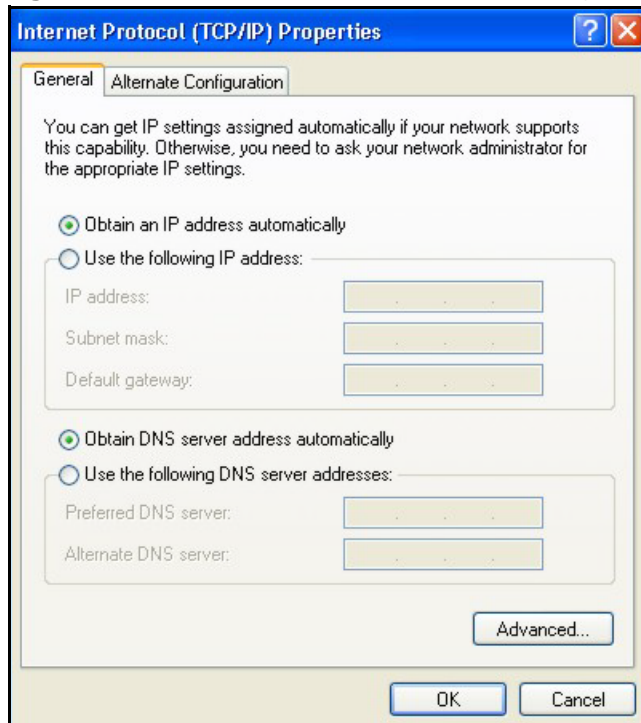 Internet Protocol (TCP/IP) Properties
General
Alternate Configuration
You can get IP settings assigned automatically if your network supports
this capability. Otherwise, you need to ask your network administrator for
the appropriate IP settings.
Obtain an IP address automatically
Use the following IP address:
IP address:
Subnet mask:
Default gateway:
Obtain DNS server address automatically
Use the following DNS server addresses:
Preferred DNS server:
Alternate DNS server:
Advanced...
OK
Cancel